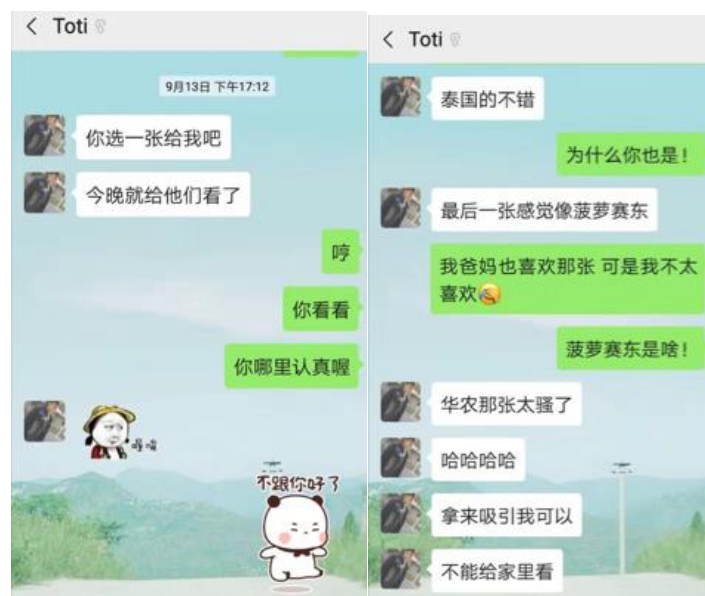 Toti
9月13日 下午17:12
你选一张给我吧
今晚就给他们看了
哼
你看看
你哪里认真喔
嘤嘤
不跟你好了
Toti
泰国的不错
为什么你也是！
最后一张感觉像菠萝赛东
我爸妈也喜欢那张 可是我不太
喜欢
菠萝赛东是啥！
华农那张太骚了
哈哈哈哈
拿来吸引我可以
不能给家里看